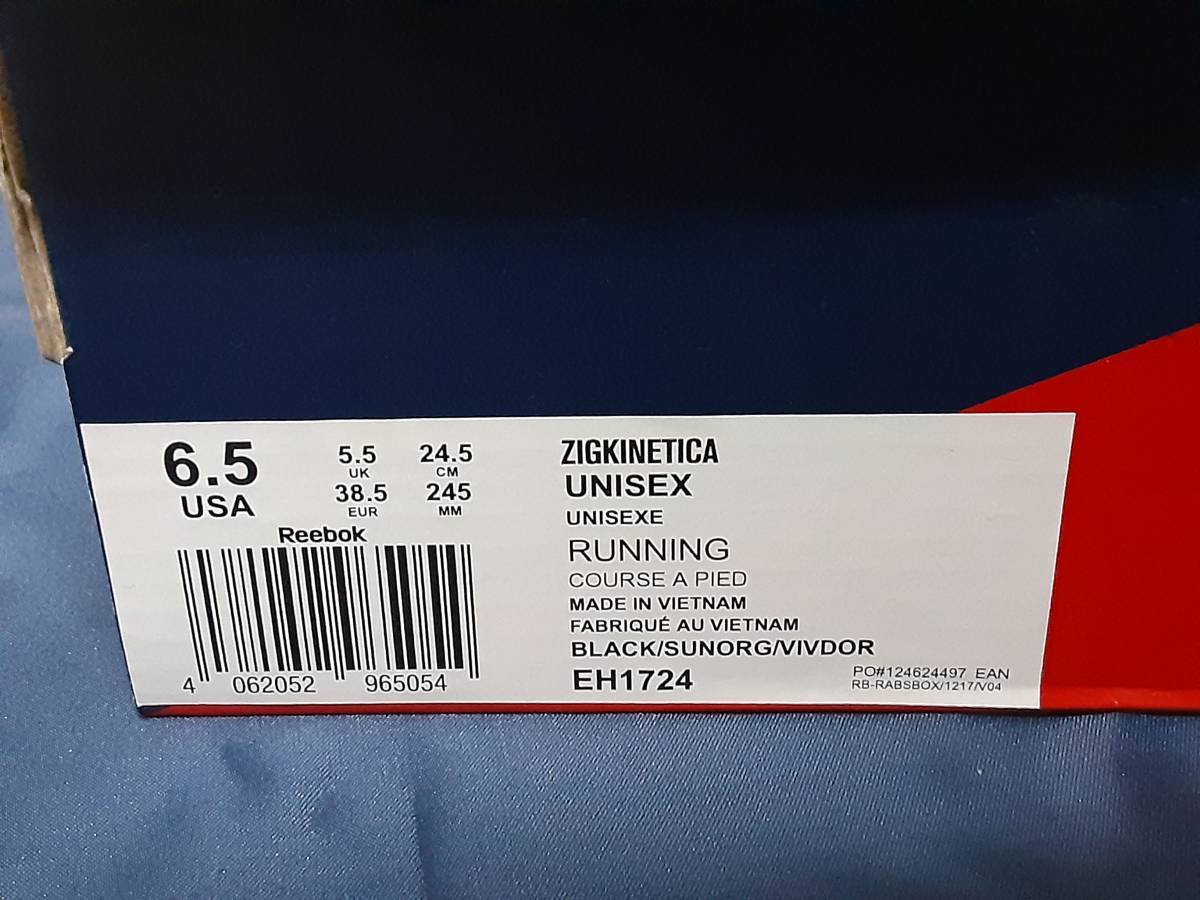 6.5
USA
5.5
UK
24.5
CM
38.5
EUR
245
MM
Reebok
4 062052 965054
ZIGKINETICA
UNISEX
UNISEXE
RUNNING
COURSE A PIED
MADE IN VIETNAM
FABRIQUÉ AU VIETNAM
BLACK/SUNORG/VIVDOR
EH1724
PO#124624497 EAN
RB-RABSBOX/1217/V04